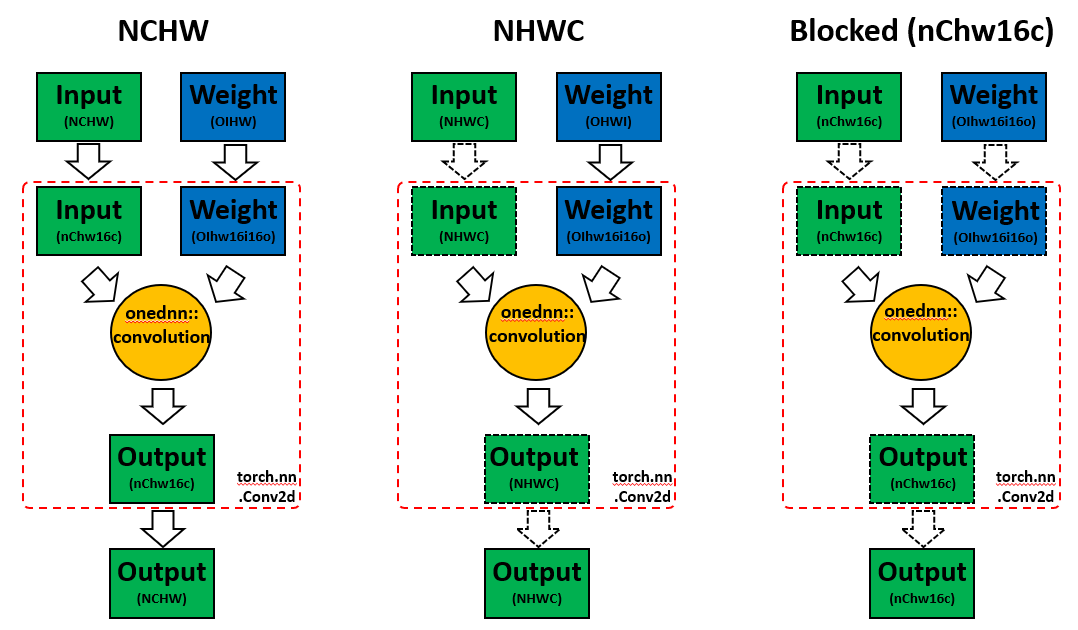 NCHW
Input
(NCHW)
Weight
(OIHW)
Input
(nChw16c)
Weight
(OIhw16i16o)
onednn::
convolution
Output
(nChw16c)
torch.nn
.Conv2d
Output
(NCHW)
NHWC
Input
(NHWC)
Weight
(OHWI)
Input
(NHWC)
Weight
(OIhw16i16o)
onednn::
convolution
Output
(NHWC)
torch.nn
.Conv2d
Output
(NHWC)
Blocked (nChw16c)
Input
(nChw16c)
Weight
(OIhw16i16o)
Input
(nChw16c)
Weight
(OIhw16i16o)
onednn::
convolution
Output
(nChw16c)
torch.nn
.Conv2d
Output
(nChw16c)